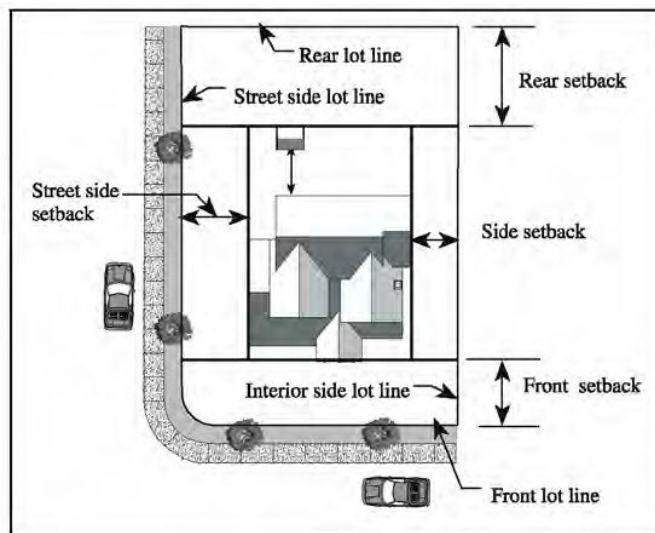 Rear lot line
Rear setback
Street side lot line
Street side
setback
Side setback
Interior side lot line
Front setback
Front lot line